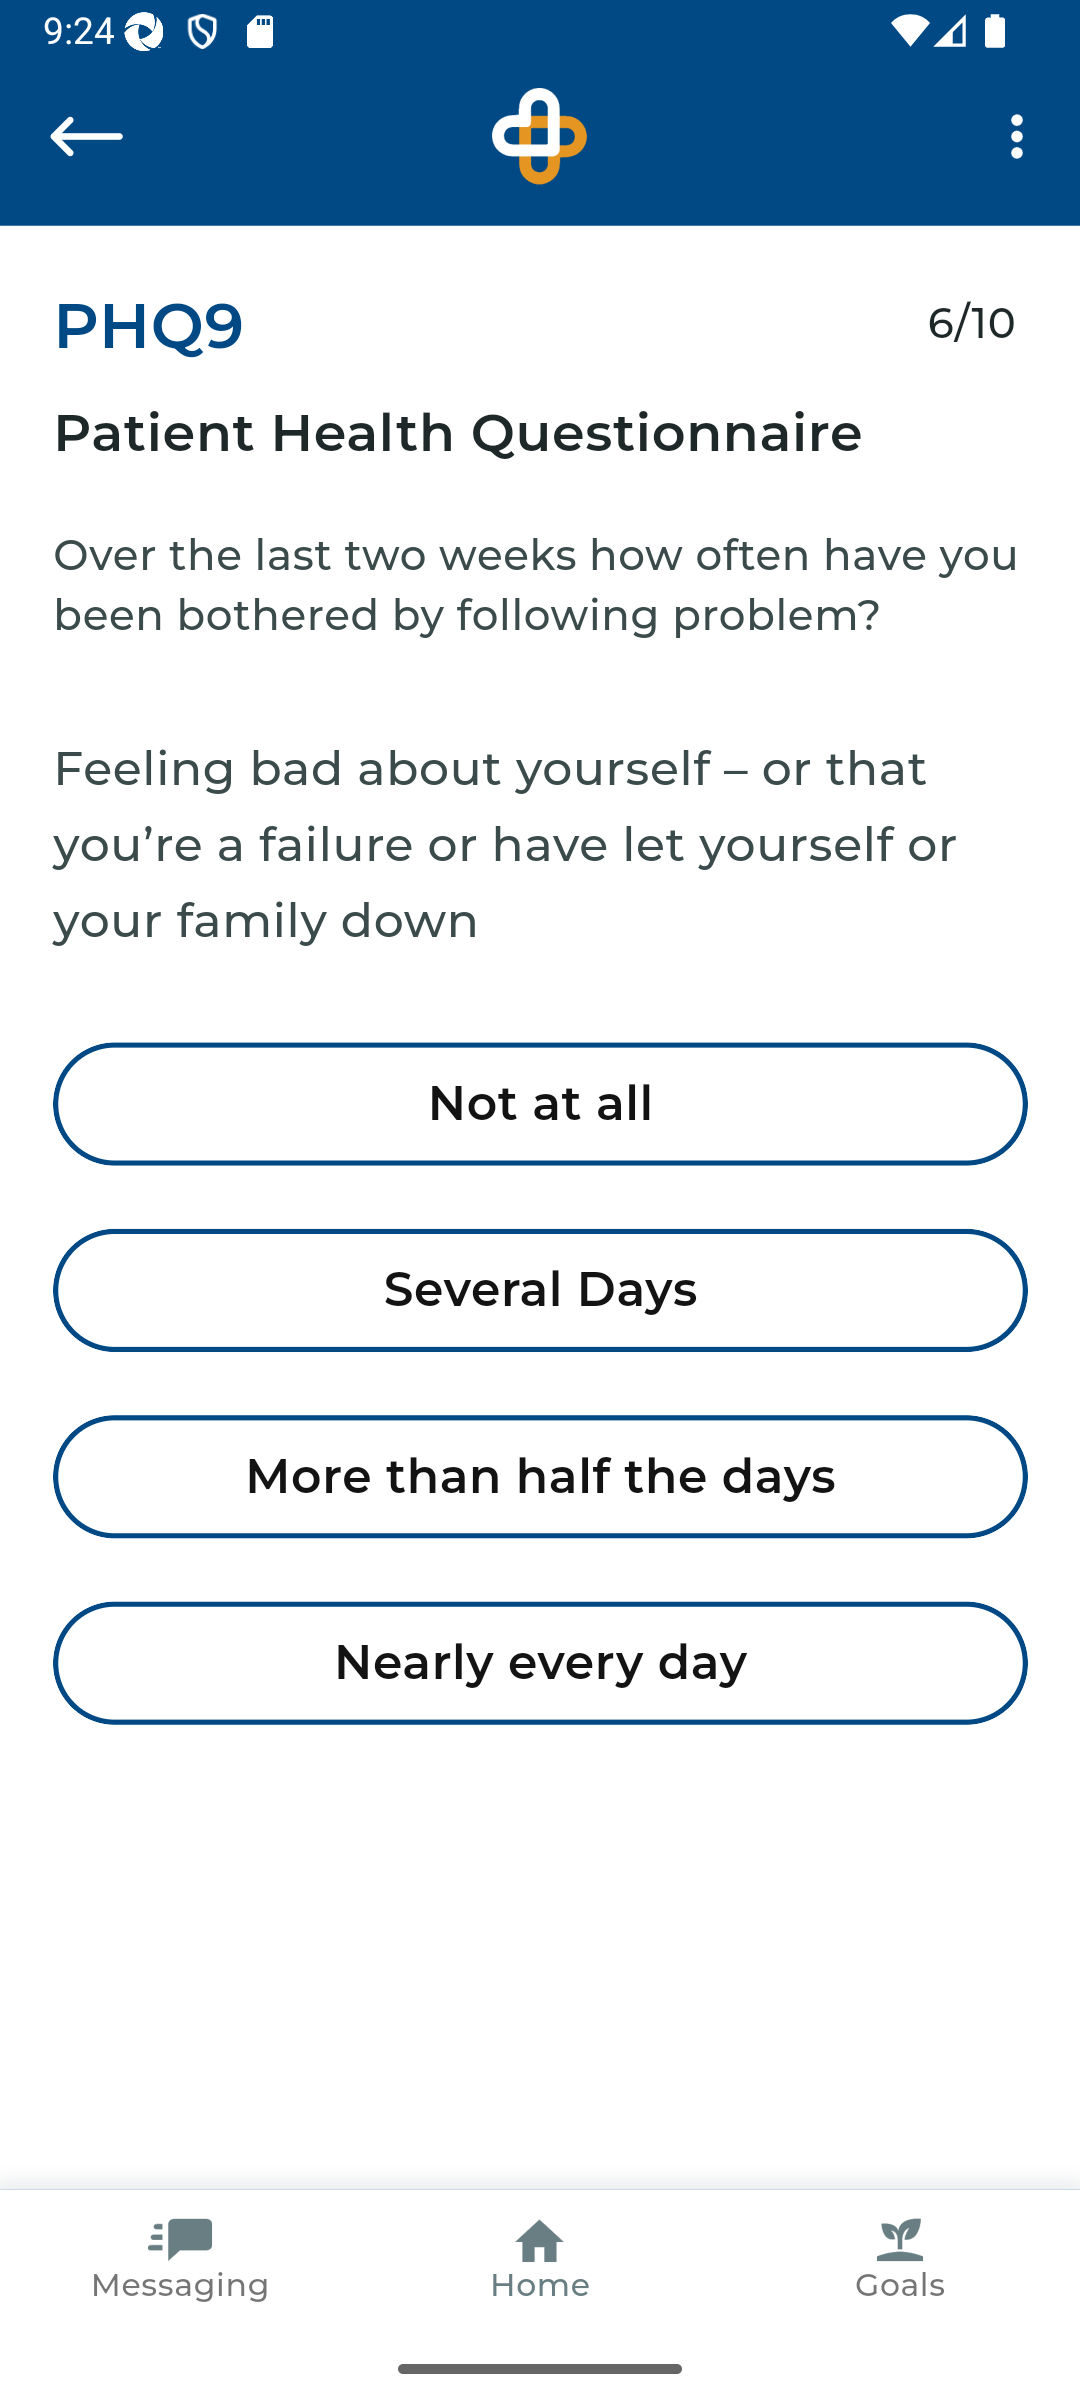 9:24
PHQ9
6/10
Patient Health Questionnaire
Over the last two weeks how often have you
been bothered by following problem?
Feeling bad about yourself – or that
you’re a failure or have let yourself or
your family down
Not at all
Several Days
More than half the days
Nearly every day
Messaging
Home
Goals